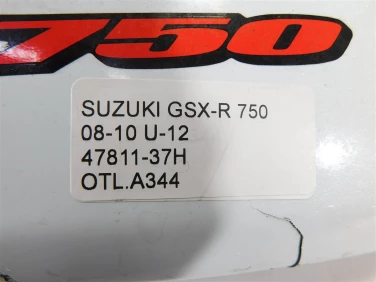 750
SUZUKI GSX-R 750
08-10 U-12
47811-37H
OTL.A344